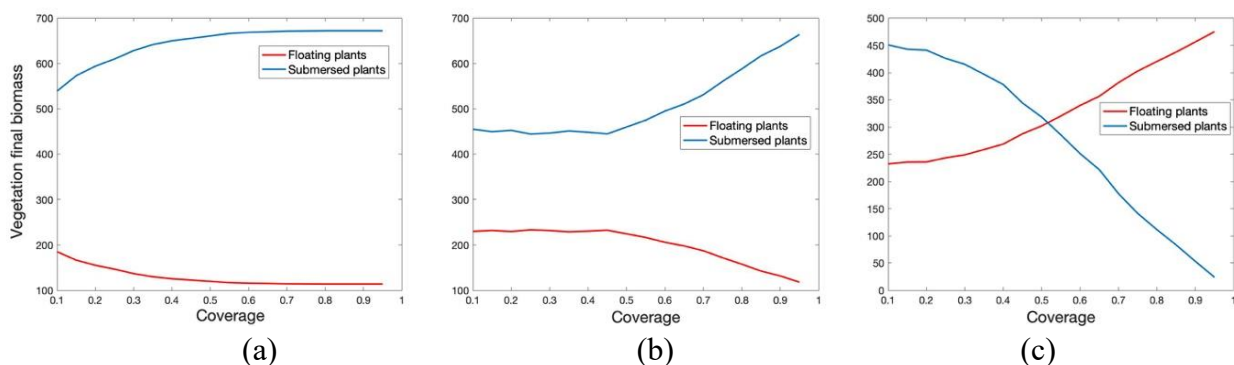 Vegetation final biomass
700
600
500
400
300
200
100
0.1 0.2 0.3 0.4 0.5 0.6 0.7 0.8 0.9 1
Coverage
Floating plants
Submersed plants
(a)
700
600
500
400
300
200
100
0.1 0.2 0.3 0.4 0.5 0.6 0.7 0.8 0.9 1
Coverage
Floating plants
Submersed plants
(b)
500
450
400
350
300
250
200
150
100
50
0
0.1 0.2 0.3 0.4 0.5 0.6 0.7 0.8 0.9 1
Coverage
Floating plants
Submersed plants
(c)